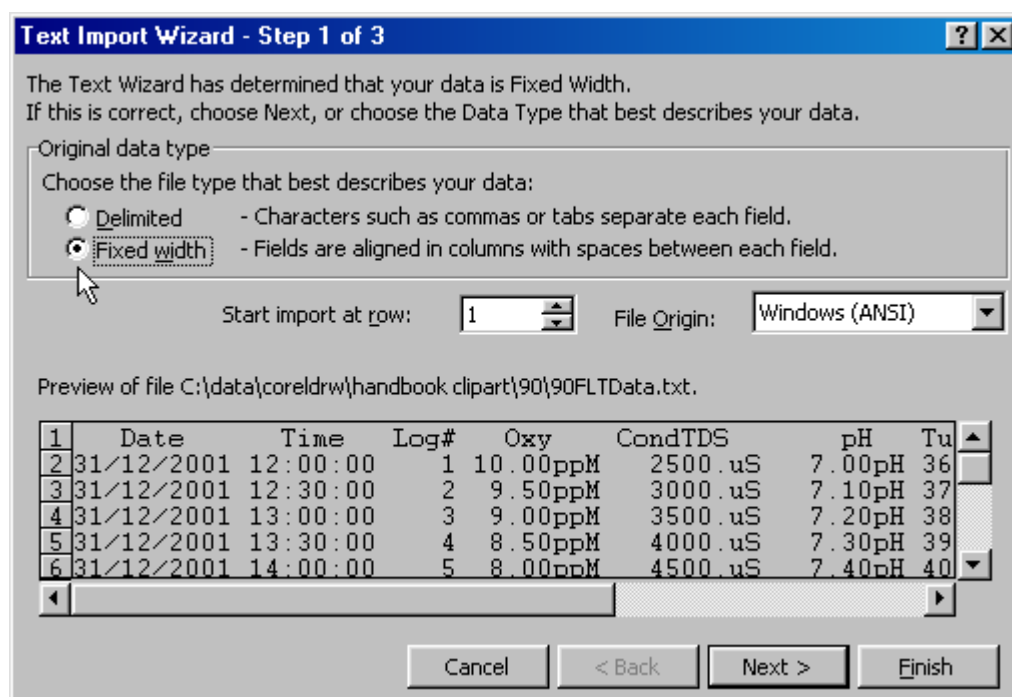 Text Import Wizard - Step 1 of 3
The Text Wizard has determined that your data is Fixed Width.
If this is correct, choose Next, or choose the Data Type that best describes your data.
Original data type
Choose the file type that best describes your data:
Delimited - Characters such as commas or tabs separate each field.
Fixed width - Fields are aligned in columns with spaces between each field.
Start import at row: 1 File Origin: Windows (ANSI)
Preview of file C:\data\coreldrw\handbook clipart\90\90FLTData.txt.
1 Date Time Log# Oxy CondTDS pH Tu
2 31/12/2001 12:00:00 1 10.00ppM 2500.uS 7.00pH 36
3 31/12/2001 12:30:00 2 9.50ppM 3000.uS 7.10pH 37
4 31/12/2001 13:00:00 3 9.00ppM 3500.uS 7.20pH 38
5 31/12/2001 13:30:00 4 8.50ppM 4000.uS 7.30pH 39
6 31/12/2001 14:00:00 5 8.00ppM 4500.uS 7.40pH 40
Cancel < Back Next > Finish